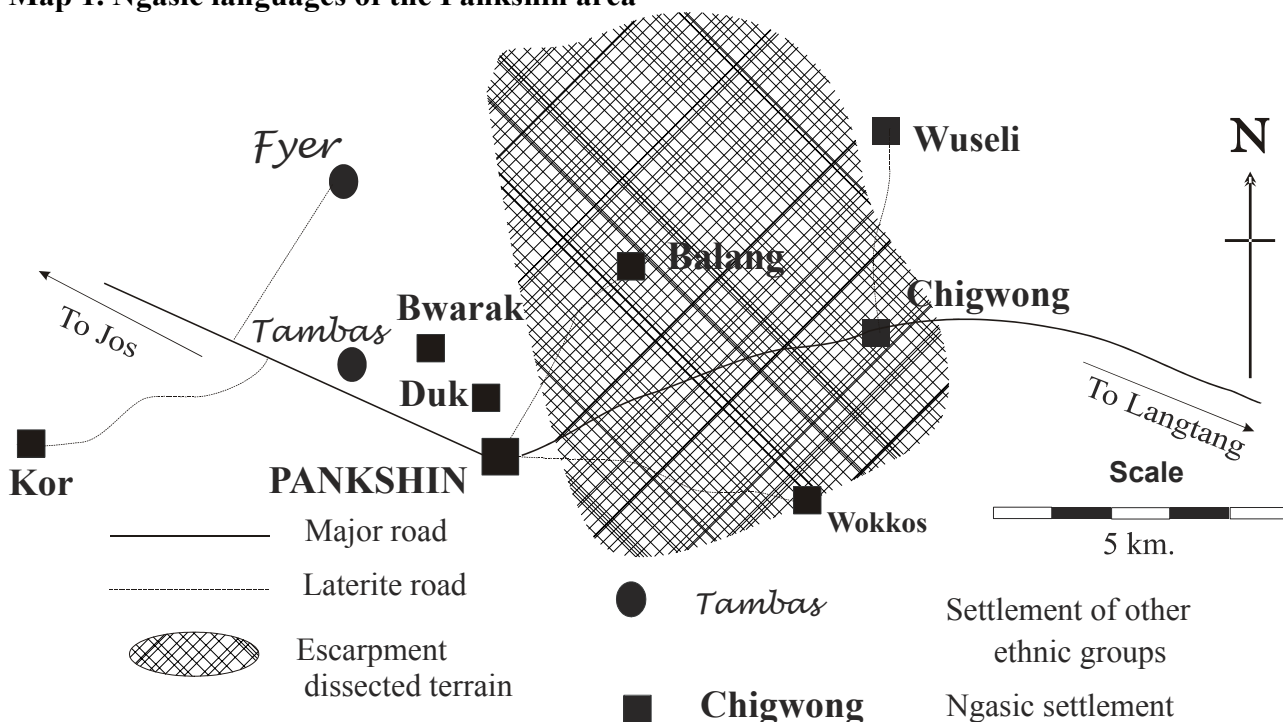 Map 1. Ngasic languages of the Pankshin area
Fyer
Wuseli
N
Balang
Chigwong
Bwarak
To Jos
Tambas
Duk
To Langtang
Kor
PANKSHIN
Scale
Wokkos
5 km.
Major road
Laterite road
Tambas
Settlement of other
ethnic groups
Escarpment
dissected terrain
Chigwong
Ngasic settlement